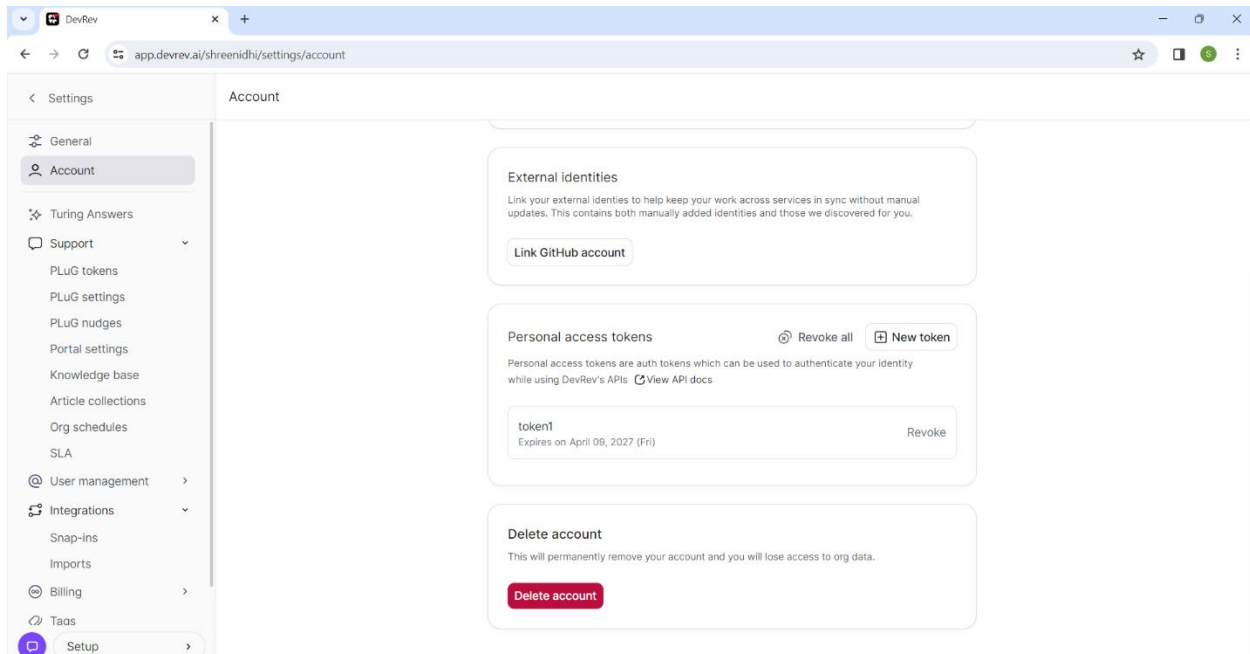 DevRev
app.devrev.ai/shreenidhi/settings/account
S
Settings
Account
General
Account
Turing Answers
Support
PLuG tokens
PLuG settings
PLuG nudges
Portal settings
Knowledge base
Article collections
Org schedules
SLA
User management
Integrations
Snap-ins
Imports
Billing
Tags
Setup
External identities
Link your external identies to help keep your work across services in sync without manual
updates. This contains both manually added identities and those we discovered for you.
Link GitHub account
Personal access tokens
Revoke all
New token
Personal access tokens are auth tokens which can be used to authenticate your identity
while using DevRev's APIs View API docs
token1
Expires on April 09, 2027 (Fri)
Revoke
Delete account
This will permanently remove your account and you will lose access to org data.
Delete account